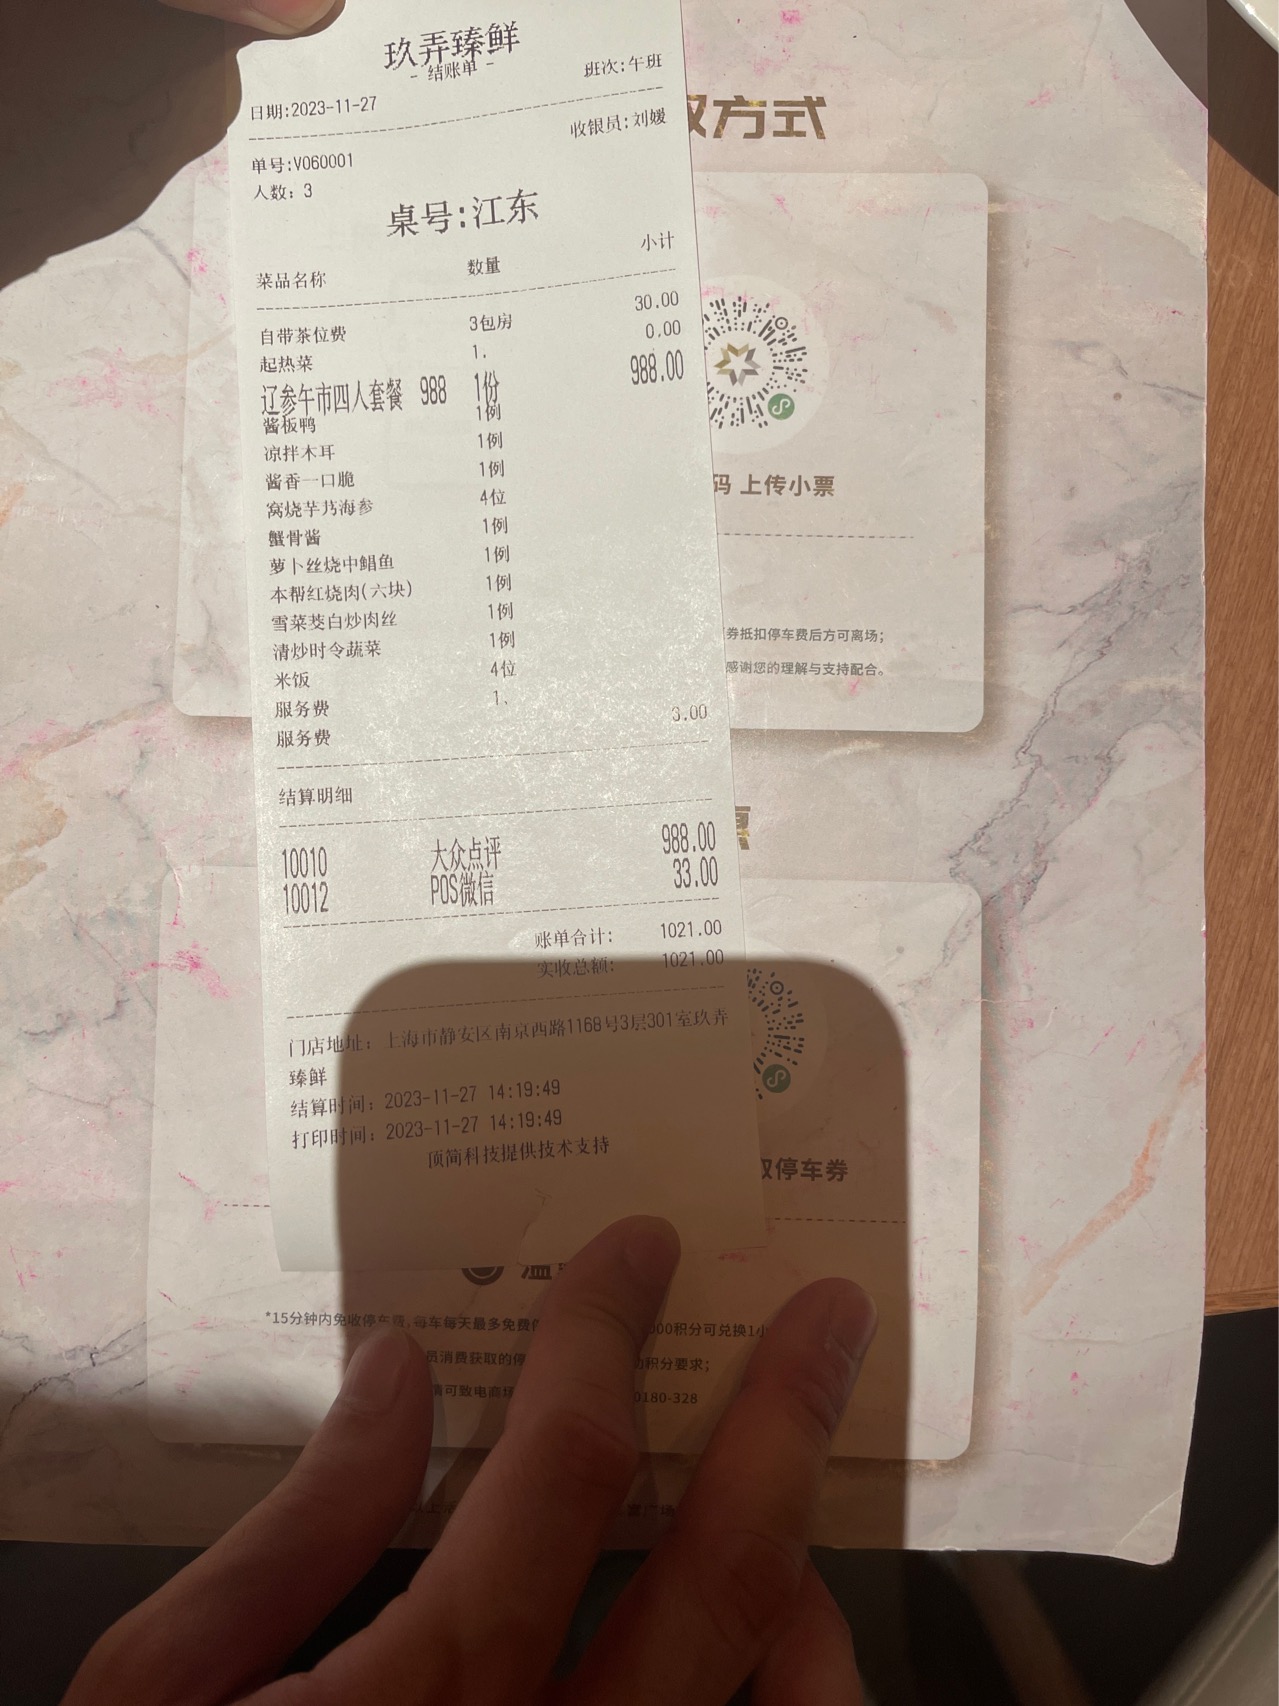 玖弄臻鲜
- 结账单 -
日期:2023-11-27 班次:午班
单号:V060001 收银员:刘嫒
人数: 3
桌号:江东
菜品名称 数量 小计
自带茶位费 3包房 30.00
起热菜 1. 0.00
辽参午市四人套餐 988 1份 988.00
酱板鸭 1例
凉拌木耳 1例
酱香一口脆 1例
窝烧芋艿海参 4位
蟹骨酱 1例
萝卜丝烧中鲳鱼 1例
本帮红烧肉(六块) 1例
雪菜茭白炒肉丝 1例
清炒时令蔬菜 1例
米饭 4位
服务费 1、
服务费 3.00
结算明细
10010 大众点评 988.00
10012 POS微信 33.00
账单合计: 1021.00
实收总额: 1021.00
门店地址: 上海市静安区南京西路1168号3层301室玖弄
臻鲜
结算时间: 2023-11-27 14:19:49
打印时间: 2023-11-27 14:19:49
顶简科技提供技术支持
方式
码 上传小票
券抵扣停车费后方可离场;
感谢您的理解与支持配合。
停车券
*15分钟内免收停车费,每车每天最多免费停 积分可兑换1小
员消费获取的停 积分要求;
可致电商场 0180-328
广场